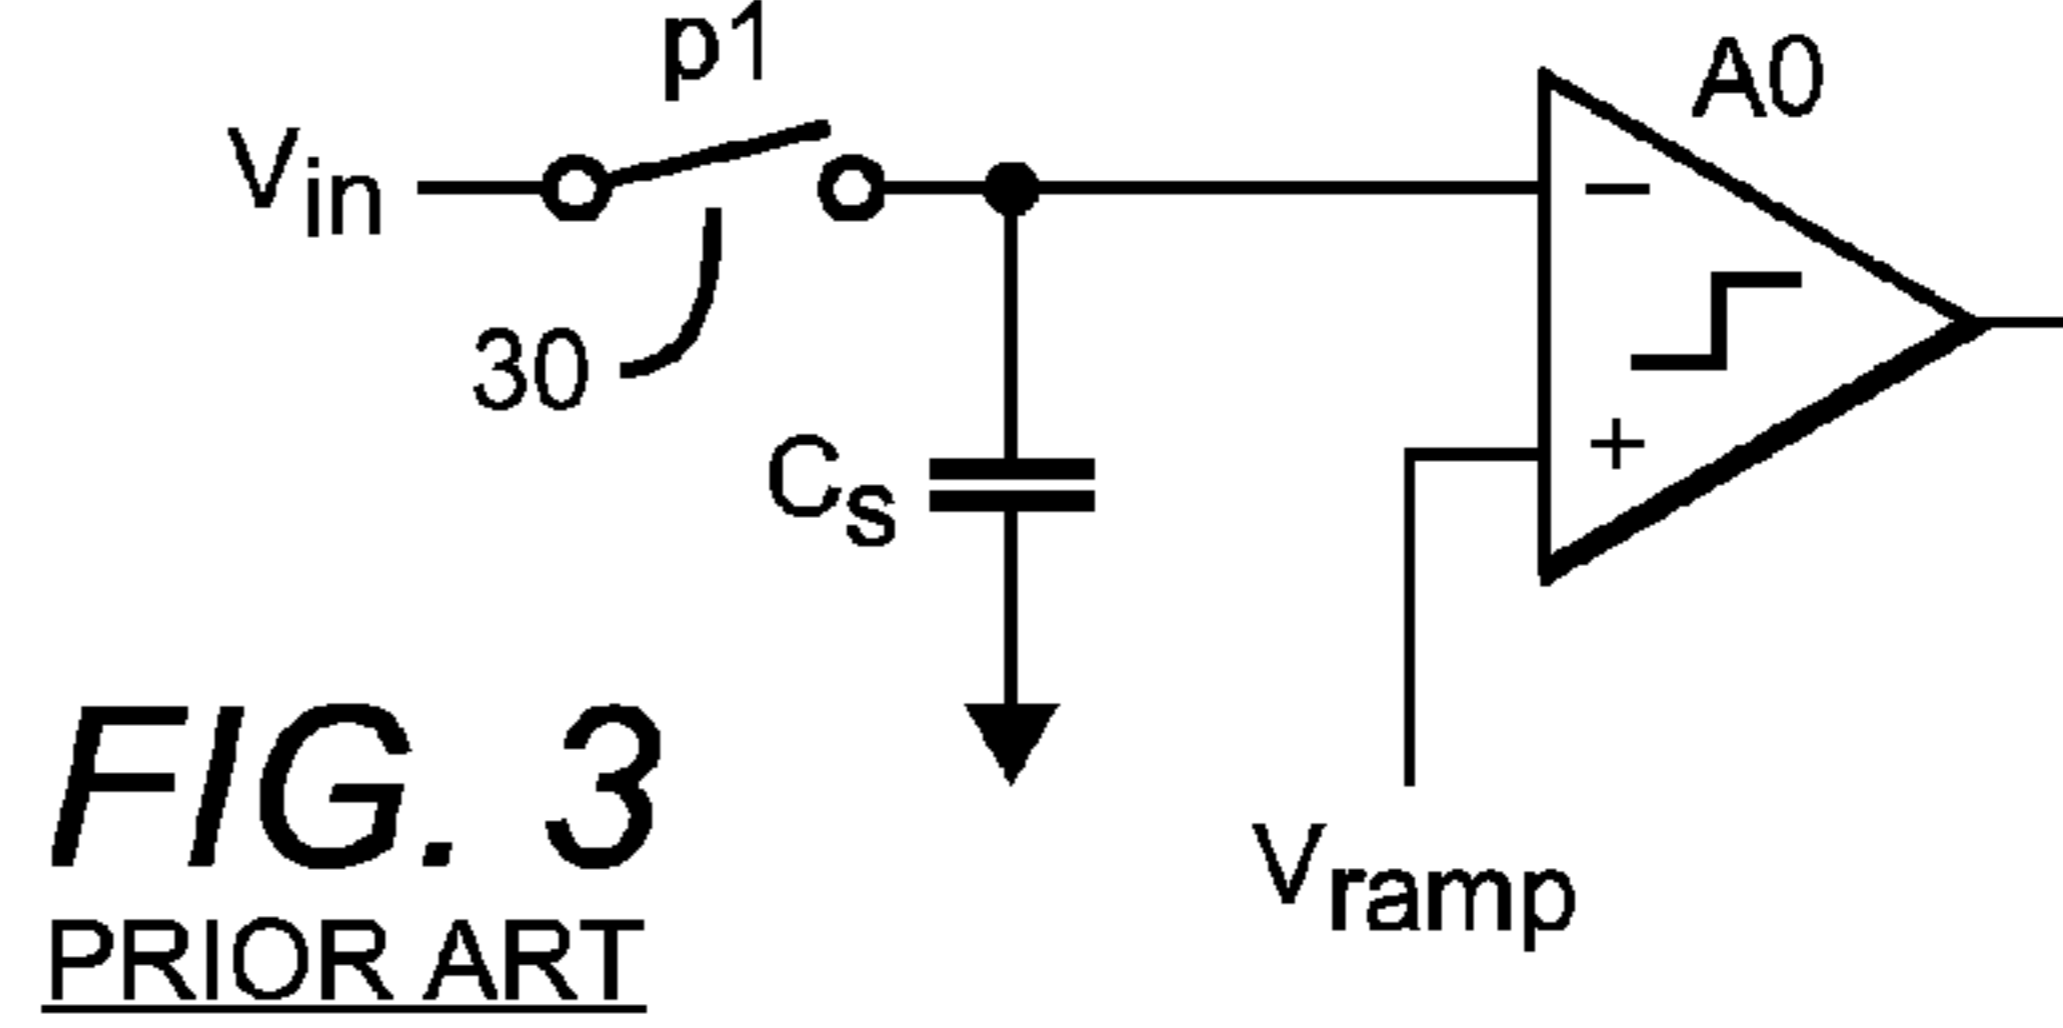 p1
A0
Vin
−
30
Cs
+
Vramp
FIG. 3
PRIOR ART